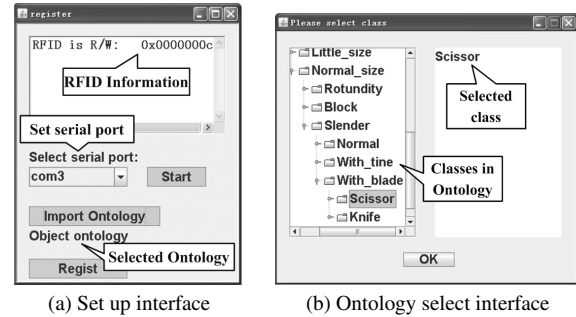 register
RFID is R/W: 0x0000000c
RFID Information
Set serial port
Select serial port:
com3
Start
Import Ontology
Object ontology
Selected Ontology
Regist
(a) Set up interface
Please select class
Little_size
Normal_size
Rotundity
Block
Slender
Normal
With_tine
With_blade
Scissor
Knife
Scissor
Selected
class
Classes in
Ontology
OK
(b) Ontology select interface